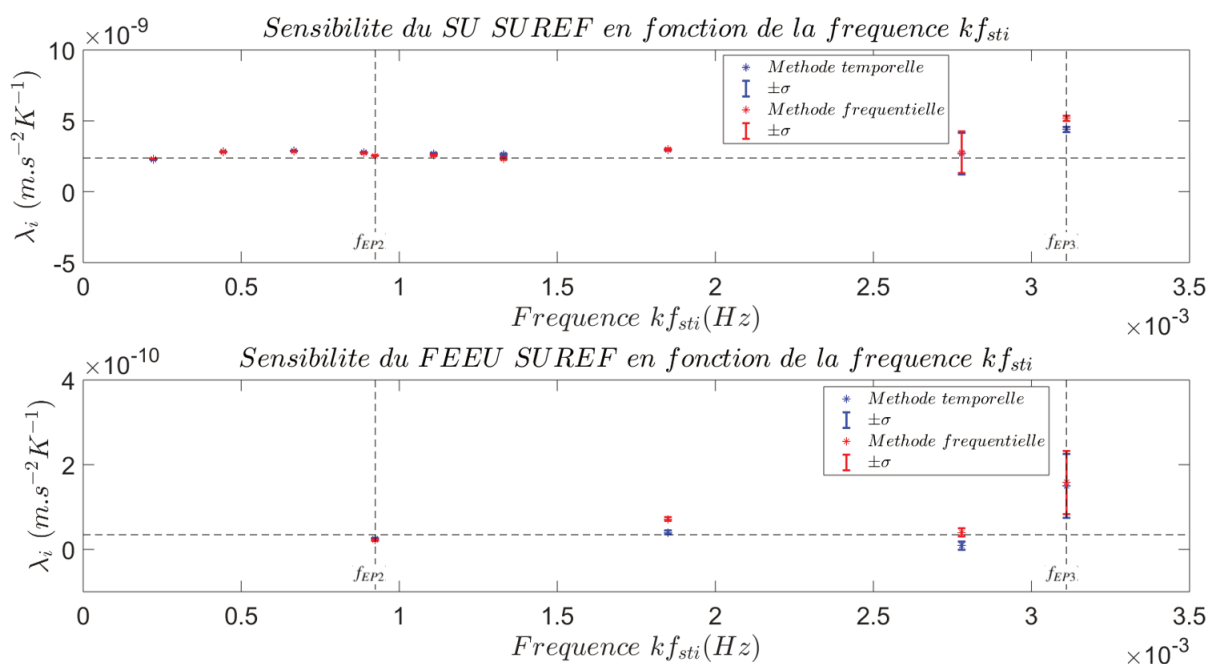 Sensibilite du SU SUREF en fonction de la frequence kf_sti
×10^-9
10
5
0
-5
λ_i (m.s^-2K^-1)
Methode temporelle
±σ
Methode frequentielle
±σ
f_EP2
f_EP3
0 0.5 1 1.5 2 2.5 3 3.5
×10^-3
Frequence kf_sti(Hz)
Sensibilite du FEEU SUREF en fonction de la frequence kf_sti
×10^-10
4
2
0
λ_i (m.s^-2K^-1)
Methode temporelle
±σ
Methode frequentielle
±σ
f_EP2
f_EP3
0 0.5 1 1.5 2 2.5 3 3.5
×10^-3
Frequence kf_sti(Hz)